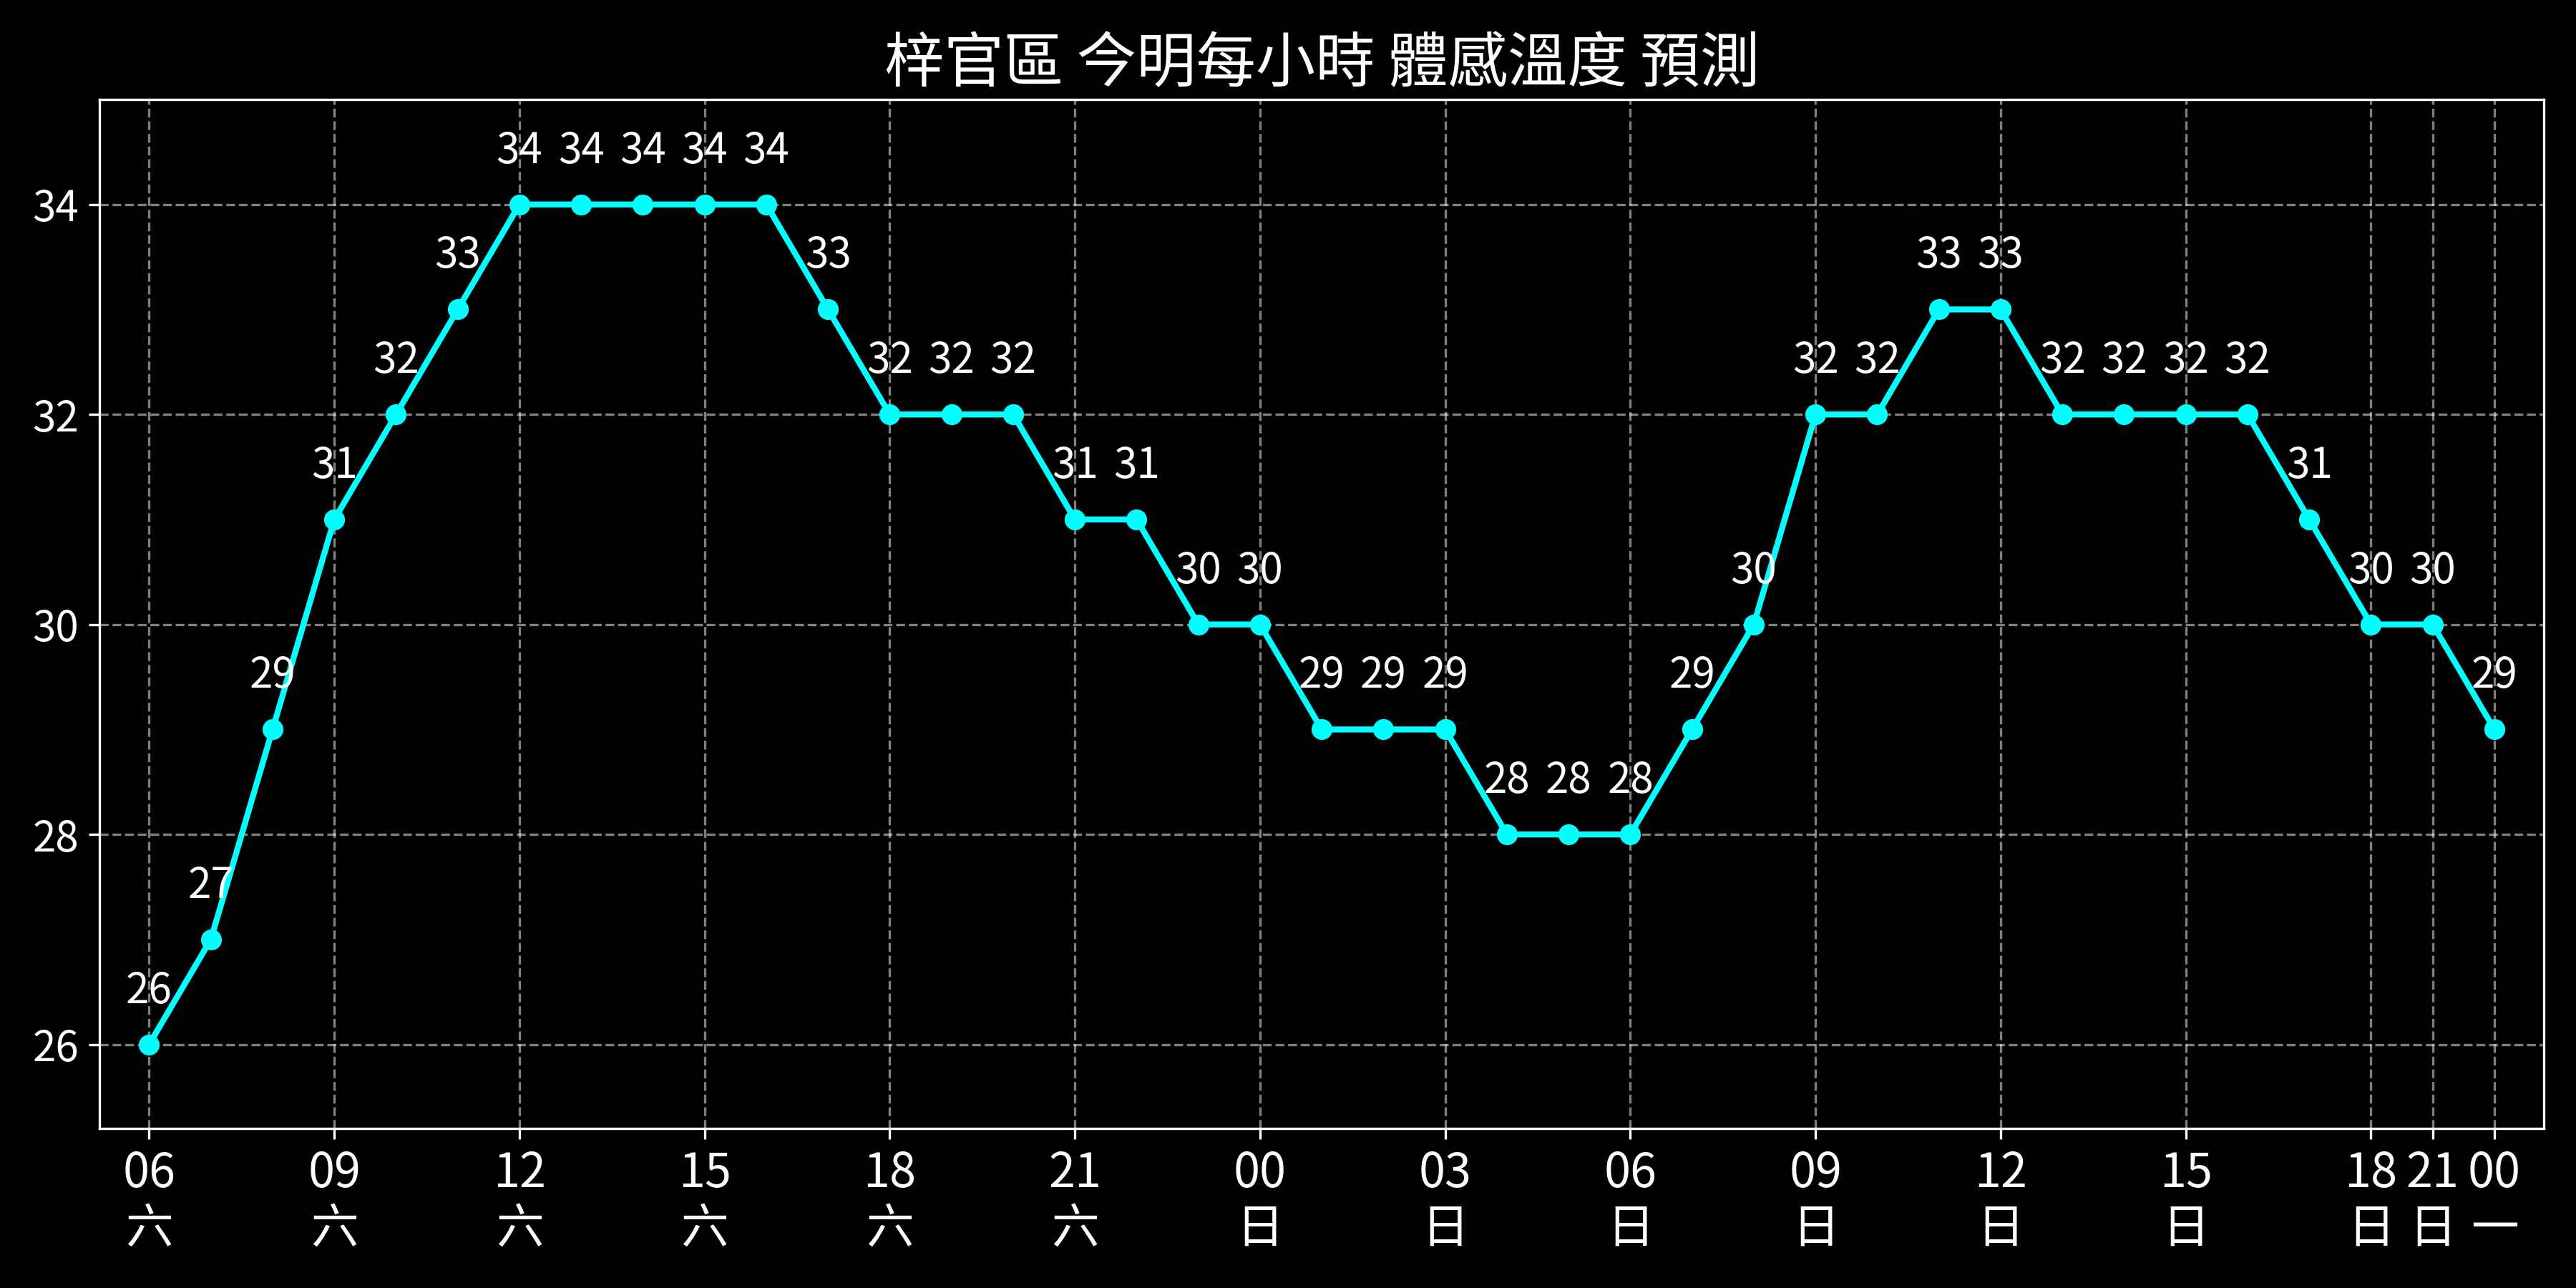 梓官區 今明每小時 體感溫度 預測
34 34 34 34 34
34
33 33 33 33
32 32 32 32 32 32 32 32 32 32
32
31 31 31 31
30 30 30 30 30
30
29 29 29 29 29 29
28 28 28
28
27
26
26
06 09 12 15 18 21 00 03 06 09 12 15 18 21 00
六 六 六 六 六 六 日 日 日 日 日 日 日 日 一